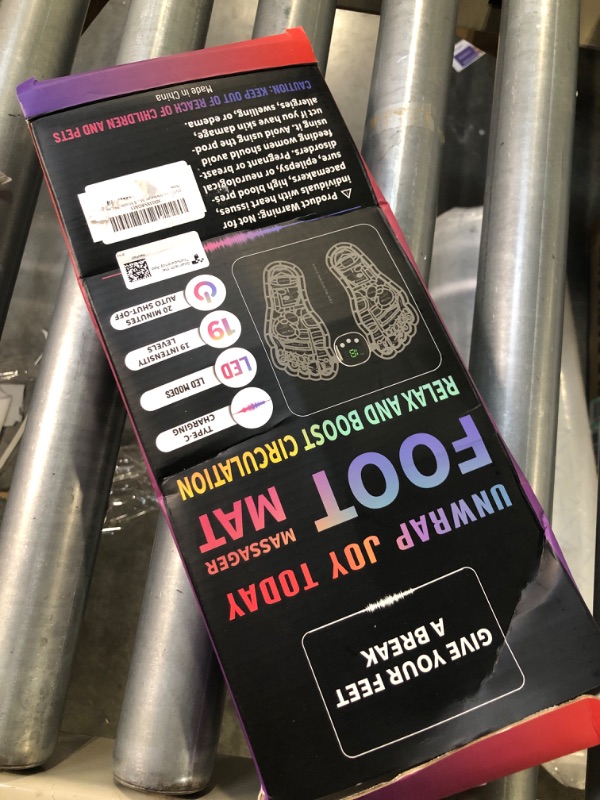 GIVE YOUR FEET
A BREAK
UNWRAP JOY TODAY
FOOT
MASSAGER
MAT
RELAX AND BOOST CIRCULATION
TYPE-C
CHARGING
LED
LED MODES
19
19 INTENSITY
LEVELS
20 MINUTES
AUTO SHUT-OFF
Product Warning: Not for
individuals with heart issues,
pacemakers, high blood pres-
sure, epilepsy, or neurological
disorders. Pregnant or breast-
feeding women should avoid
using it. Avoid using the prod-
uct if you have skin damage,
allergies, swelling, or edema.
Made in China
CAUTION: KEEP OUT OF REACH OF CHILDREN AND PETS